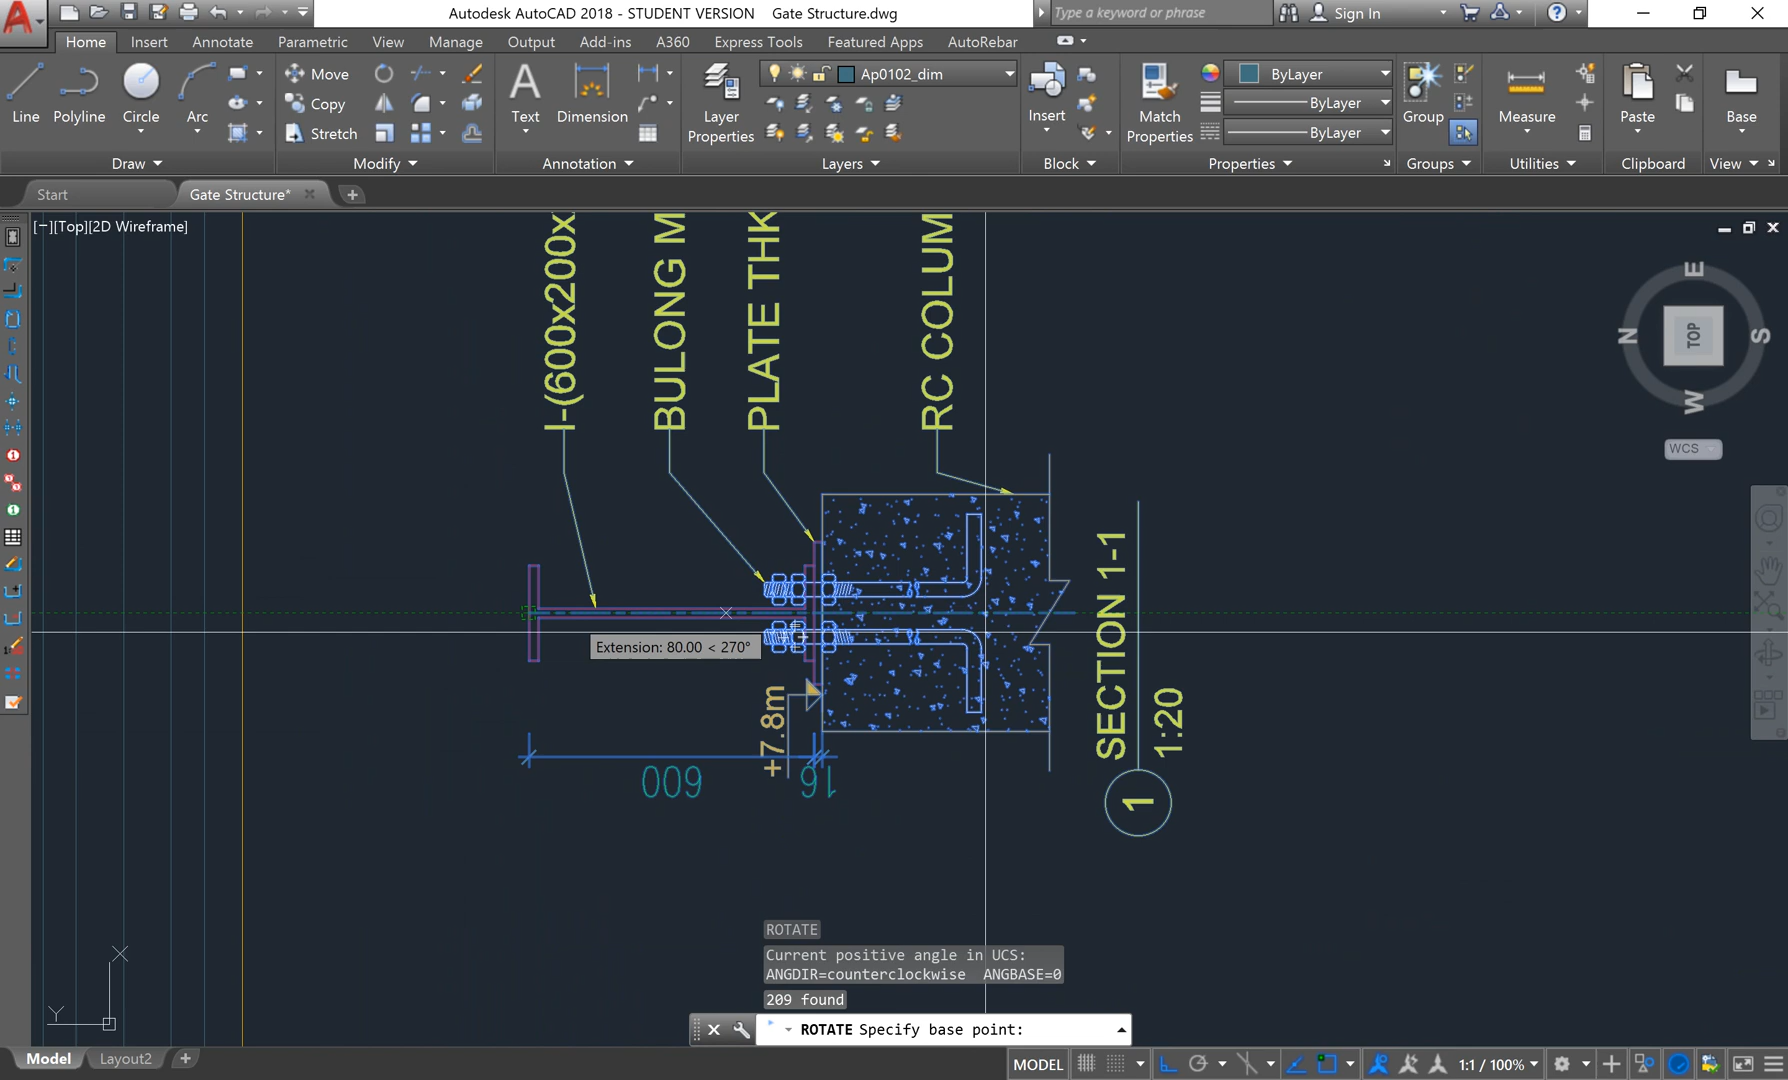 Autodesk AutoCAD 2018 - STUDENT VERSION Gate Structure.dwg
Type a keyword or phrase
Sign In
Home Insert Annotate Parametric View Manage Output Add-ins A360 Express Tools Featured Apps AutoRebar
Line
Polyline
Circle
Arc
Move
Copy
Stretch
Text
Dimension
Layer
Properties
Ap0102_dim
Insert
Match
Properties
ByLayer
ByLayer
ByLayer
Group
Measure
Paste
Base
Draw
Modify
Annotation
Layers
Block
Properties
Groups
Utilities
Clipboard
View
Start
Gate Structure*
[−][Top][2D Wireframe]
I-(600x200x
BULONG M
PLATE THK
RC COLUM
E
N
TOP
S
W
WCS
Extension: 80.00 < 270°
+7.8m
600
16
SECTION 1-1
1:20
1
X
Y
ROTATE
Current positive angle in UCS:
ANGDIR=counterclockwise ANGBASE=0
209 found
ROTATE Specify base point:
Model
Layout2
MODEL
1:1 / 100%